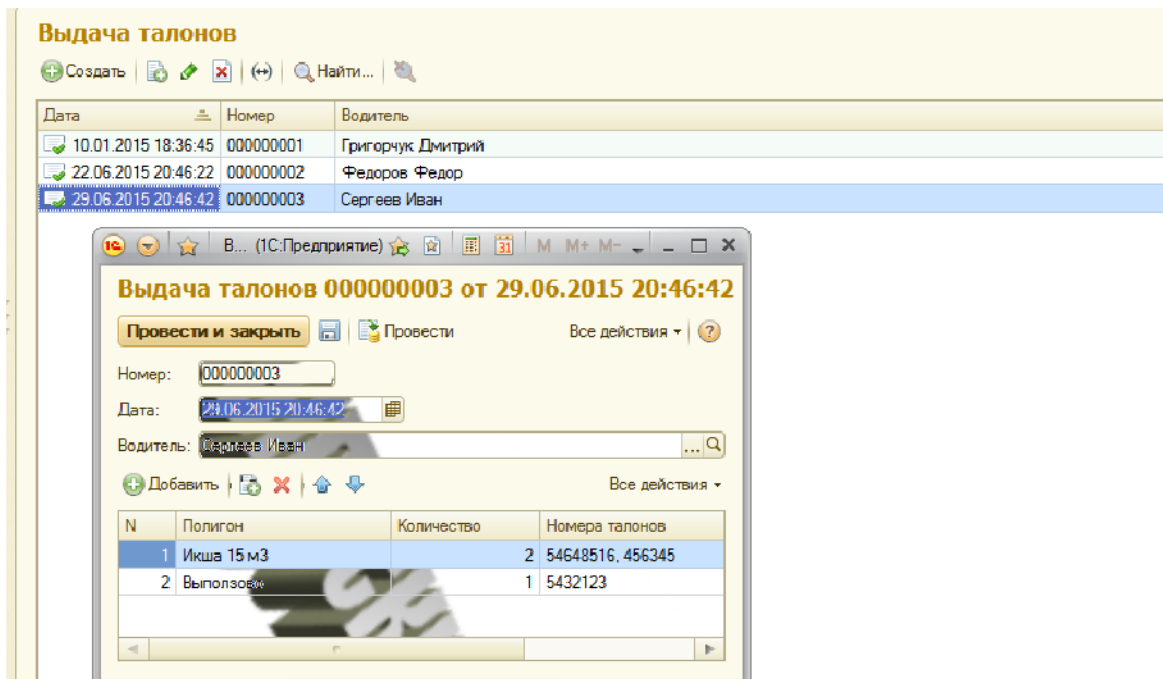 Выдача талонов
Создать Найти...
Дата Номер Водитель
10.01.2015 18:36:45 000000001 Григорчук Дмитрий
22.06.2015 20:46:22 000000002 Федоров Федор
29.06.2015 20:46:42 000000003 Сергеев Иван
В... (1С:Предприятие) 31 M M+ M-
Выдача талонов 000000003 от 29.06.2015 20:46:42
Провести и закрыть Провести Все действия
Номер: 000000003
Дата: 29.06.2015 20:46:42
Водитель: Сергеев Иван ...
Добавить Все действия
N Полигон Количество Номера талонов
1 Икша 15 м3 2 54648516, 456345
2 Выползово 1 5432123